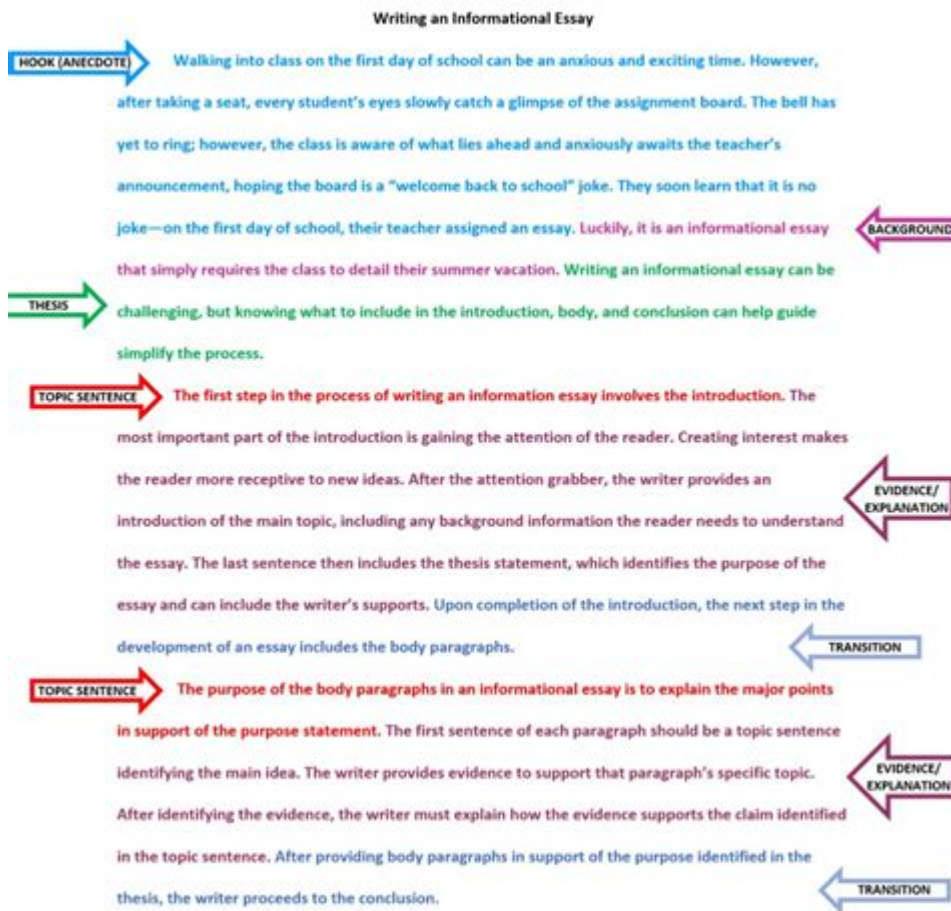 Writing an Informational Essay
HOOK (ANECDOTE) Walking into class on the first day of school can be an anxious and exciting time. However,
after taking a seat, every student's eyes slowly catch a glimpse of the assignment board. The bell has
yet to ring; however, the class is aware of what lies ahead and anxiously awaits the teacher's
announcement, hoping the board is a "welcome back to school" joke. They soon learn that it is no
joke—on the first day of school, their teacher assigned an essay. Luckily, it is an informational essay
BACKGROUND
that simply requires the class to detail their summer vacation. Writing an informational essay can be
THESIS
challenging, but knowing what to include in the introduction, body, and conclusion can help guide
simplify the process.
TOPIC SENTENCE The first step in the process of writing an information essay involves the introduction. The
most important part of the introduction is gaining the attention of the reader. Creating interest makes
the reader more receptive to new ideas. After the attention grabber, the writer provides an
EVIDENCE/
EXPLANATION
introduction of the main topic, including any background information the reader needs to understand
the essay. The last sentence then includes the thesis statement, which identifies the purpose of the
essay and can include the writer's supports. Upon completion of the introduction, the next step in the
development of an essay includes the body paragraphs.
TRANSITION
TOPIC SENTENCE The purpose of the body paragraphs in an informational essay is to explain the major points
in support of the purpose statement. The first sentence of each paragraph should be a topic sentence
identifying the main idea. The writer provides evidence to support that paragraph's specific topic.
EVIDENCE/
EXPLANATION
After identifying the evidence, the writer must explain how the evidence supports the claim identified
in the topic sentence. After providing body paragraphs in support of the purpose identified in the
thesis, the writer proceeds to the conclusion.
TRANSITION